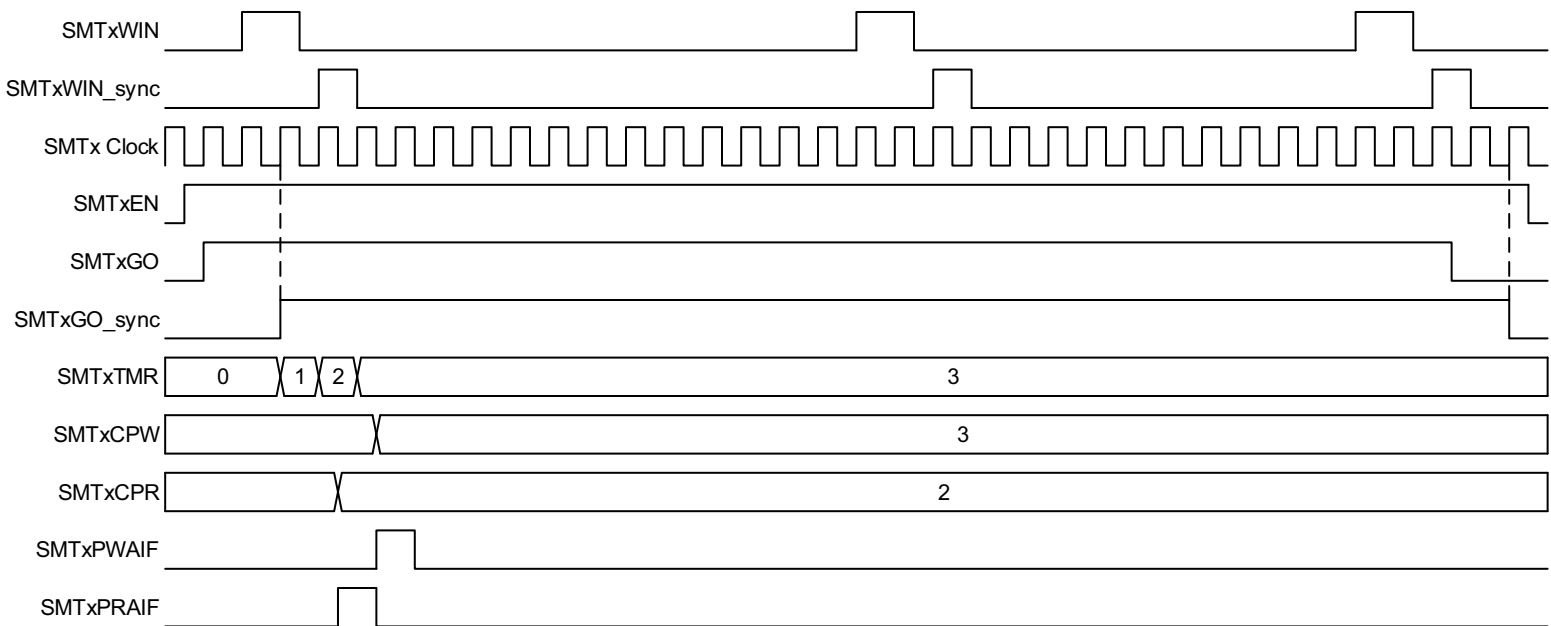 SMTxWIN
SMTxWIN_sync
SMTx Clock
SMTxEN
SMTxGO
SMTxGO_sync
SMTxTMR 0 1 2 3
SMTxCPW 3
SMTxCPR 2
SMTxPWAIF
SMTxPRAIF